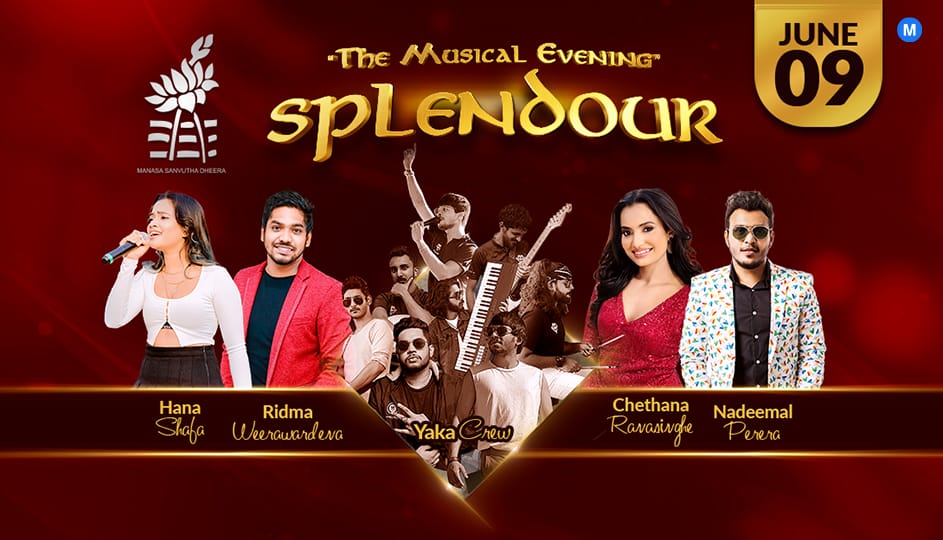 "The Musical Evening"
SPLENDOUR
JUNE
09
M
MANASA SANVUTHA DHEERA
Hana
Shafa
Ridma
Weerawardena
Yaka Crew
Chethana
Ranasinghe
Nadeemal
Perera